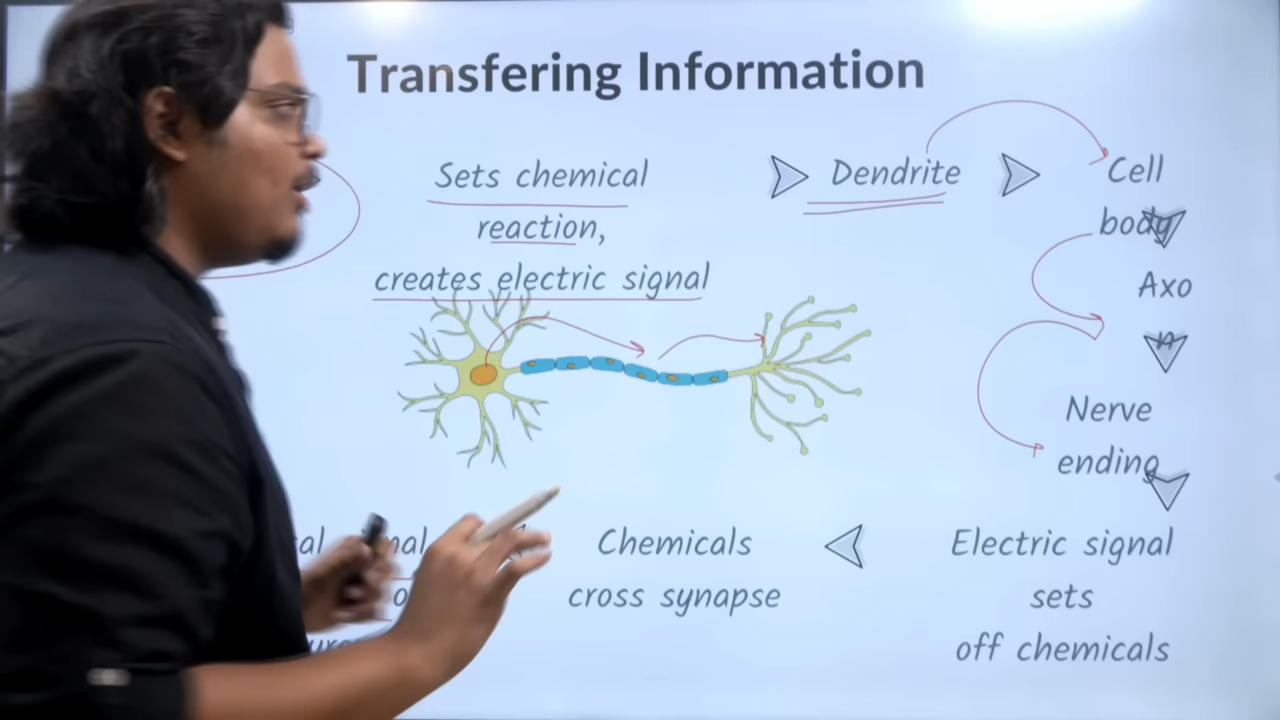 Transfering Information
Sets chemical
reaction,
creates electric signal
Dendrite
Cell
body
Axo
n
Nerve
ending
Electric signal
sets
off chemicals
Chemicals
cross synapse